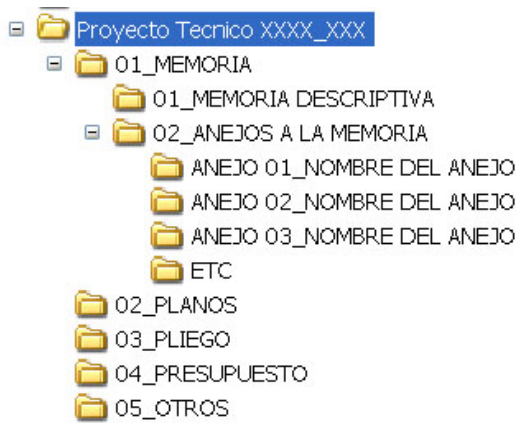 Proyecto Tecnico XXXX_XXX
01_MEMORIA
01_MEMORIA DESCRIPTIVA
02_ANEJOS A LA MEMORIA
ANEJO 01_NOMBRE DEL ANEJO
ANEJO 02_NOMBRE DEL ANEJO
ANEJO 03_NOMBRE DEL ANEJO
ETC
02_PLANOS
03_PLIEGO
04_PRESUPUESTO
05_OTROS